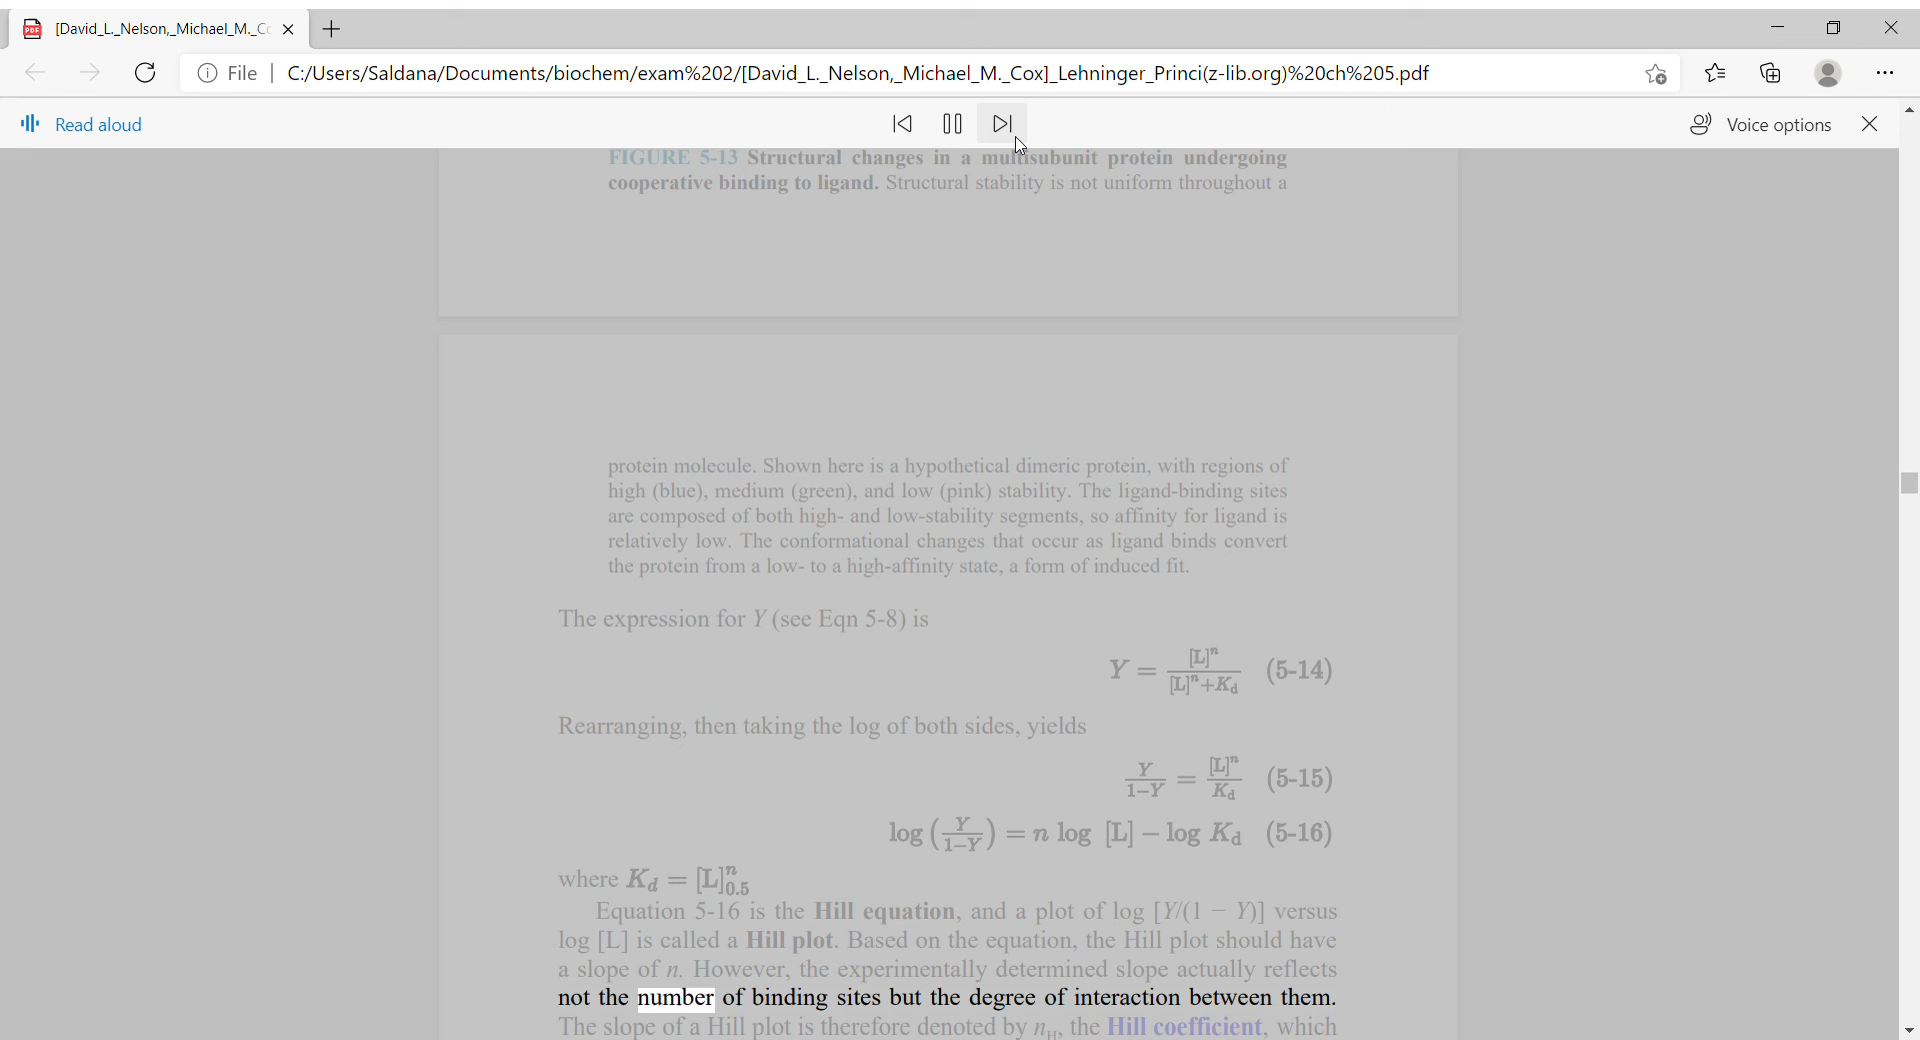 [David_L._Nelson,_Michael_M._Co
File | C:/Users/Saldana/Documents/biochem/exam%202/[David_L._Nelson,_Michael_M._Cox]_Lehninger_Princi(z-lib.org)%20ch%205.pdf
Read aloud
Voice options
FIGURE 5-13 Structural changes in a multisubunit protein undergoing
cooperative binding to ligand. Structural stability is not uniform throughout a
protein molecule. Shown here is a hypothetical dimeric protein, with regions of
high (blue), medium (green), and low (pink) stability. The ligand-binding sites
are composed of both high- and low-stability segments, so affinity for ligand is
relatively low. The conformational changes that occur as ligand binds convert
the protein from a low- to a high-affinity state, a form of induced fit.
The expression for Y (see Eqn 5-8) is
Y = [L]ⁿ / ([L]ⁿ+K_d) (5-14)
Rearranging, then taking the log of both sides, yields
Y/(1−Y) = [L]ⁿ/K_d (5-15)
log (Y/(1−Y)) = n log [L] − log K_d (5-16)
where K_d = [L]ⁿ_0.5
Equation 5-16 is the Hill equation, and a plot of log [Y/(1 − Y)] versus
log [L] is called a Hill plot. Based on the equation, the Hill plot should have
a slope of n. However, the experimentally determined slope actually reflects
not the number of binding sites but the degree of interaction between them.
The slope of a Hill plot is therefore denoted by n_H, the Hill coefficient, which